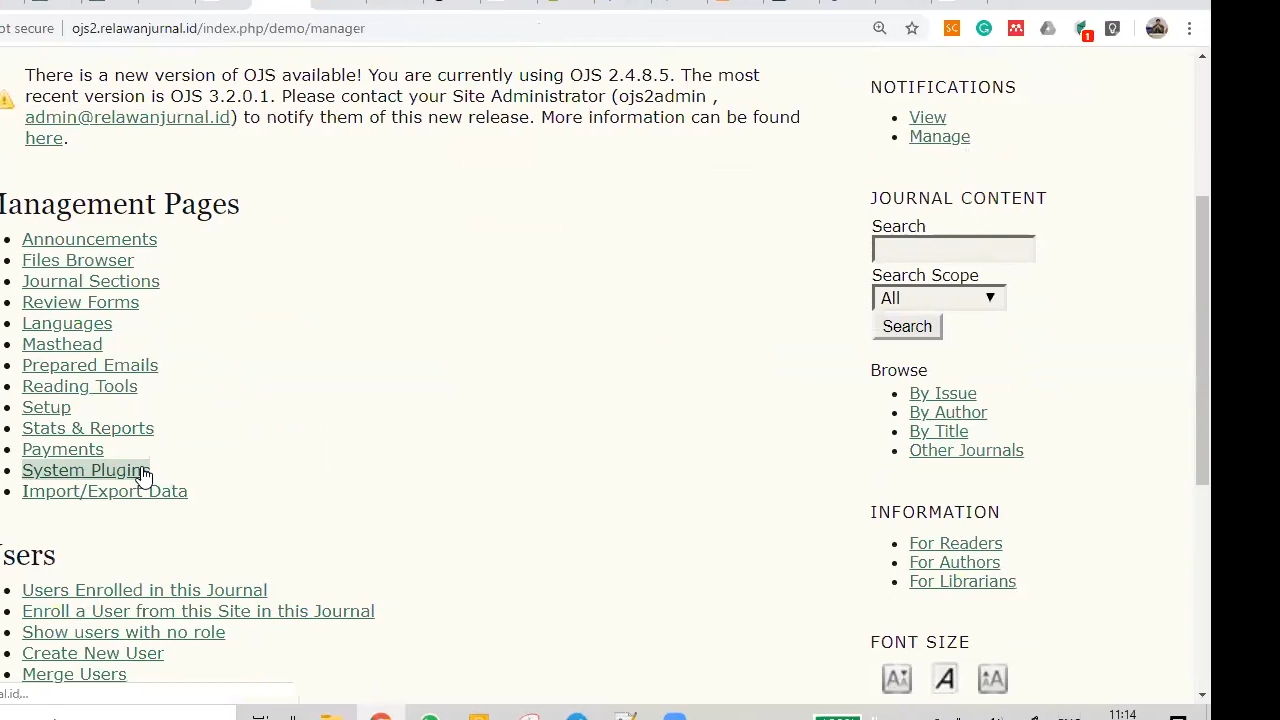 ot secure
ojs2.relawanjurnal.id/index.php/demo/manager
1
There is a new version of OJS available! You are currently using OJS 2.4.8.5. The most
recent version is OJS 3.2.0.1. Please contact your Site Administrator (ojs2admin ,
admin@relawanjurnal.id) to notify them of this new release. More information can be found
here.
Management Pages
Announcements
Files Browser
Journal Sections
Review Forms
Languages
Masthead
Prepared Emails
Reading Tools
Setup
Stats & Reports
Payments
System Plugins
Import/Export Data
Users
Users Enrolled in this Journal
Enroll a User from this Site in this Journal
Show users with no role
Create New User
Merge Users
NOTIFICATIONS
View
Manage
JOURNAL CONTENT
Search
Search Scope
All
Search
Browse
By Issue
By Author
By Title
Other Journals
INFORMATION
For Readers
For Authors
For Librarians
FONT SIZE
A
A
A
al.id,...
11:14